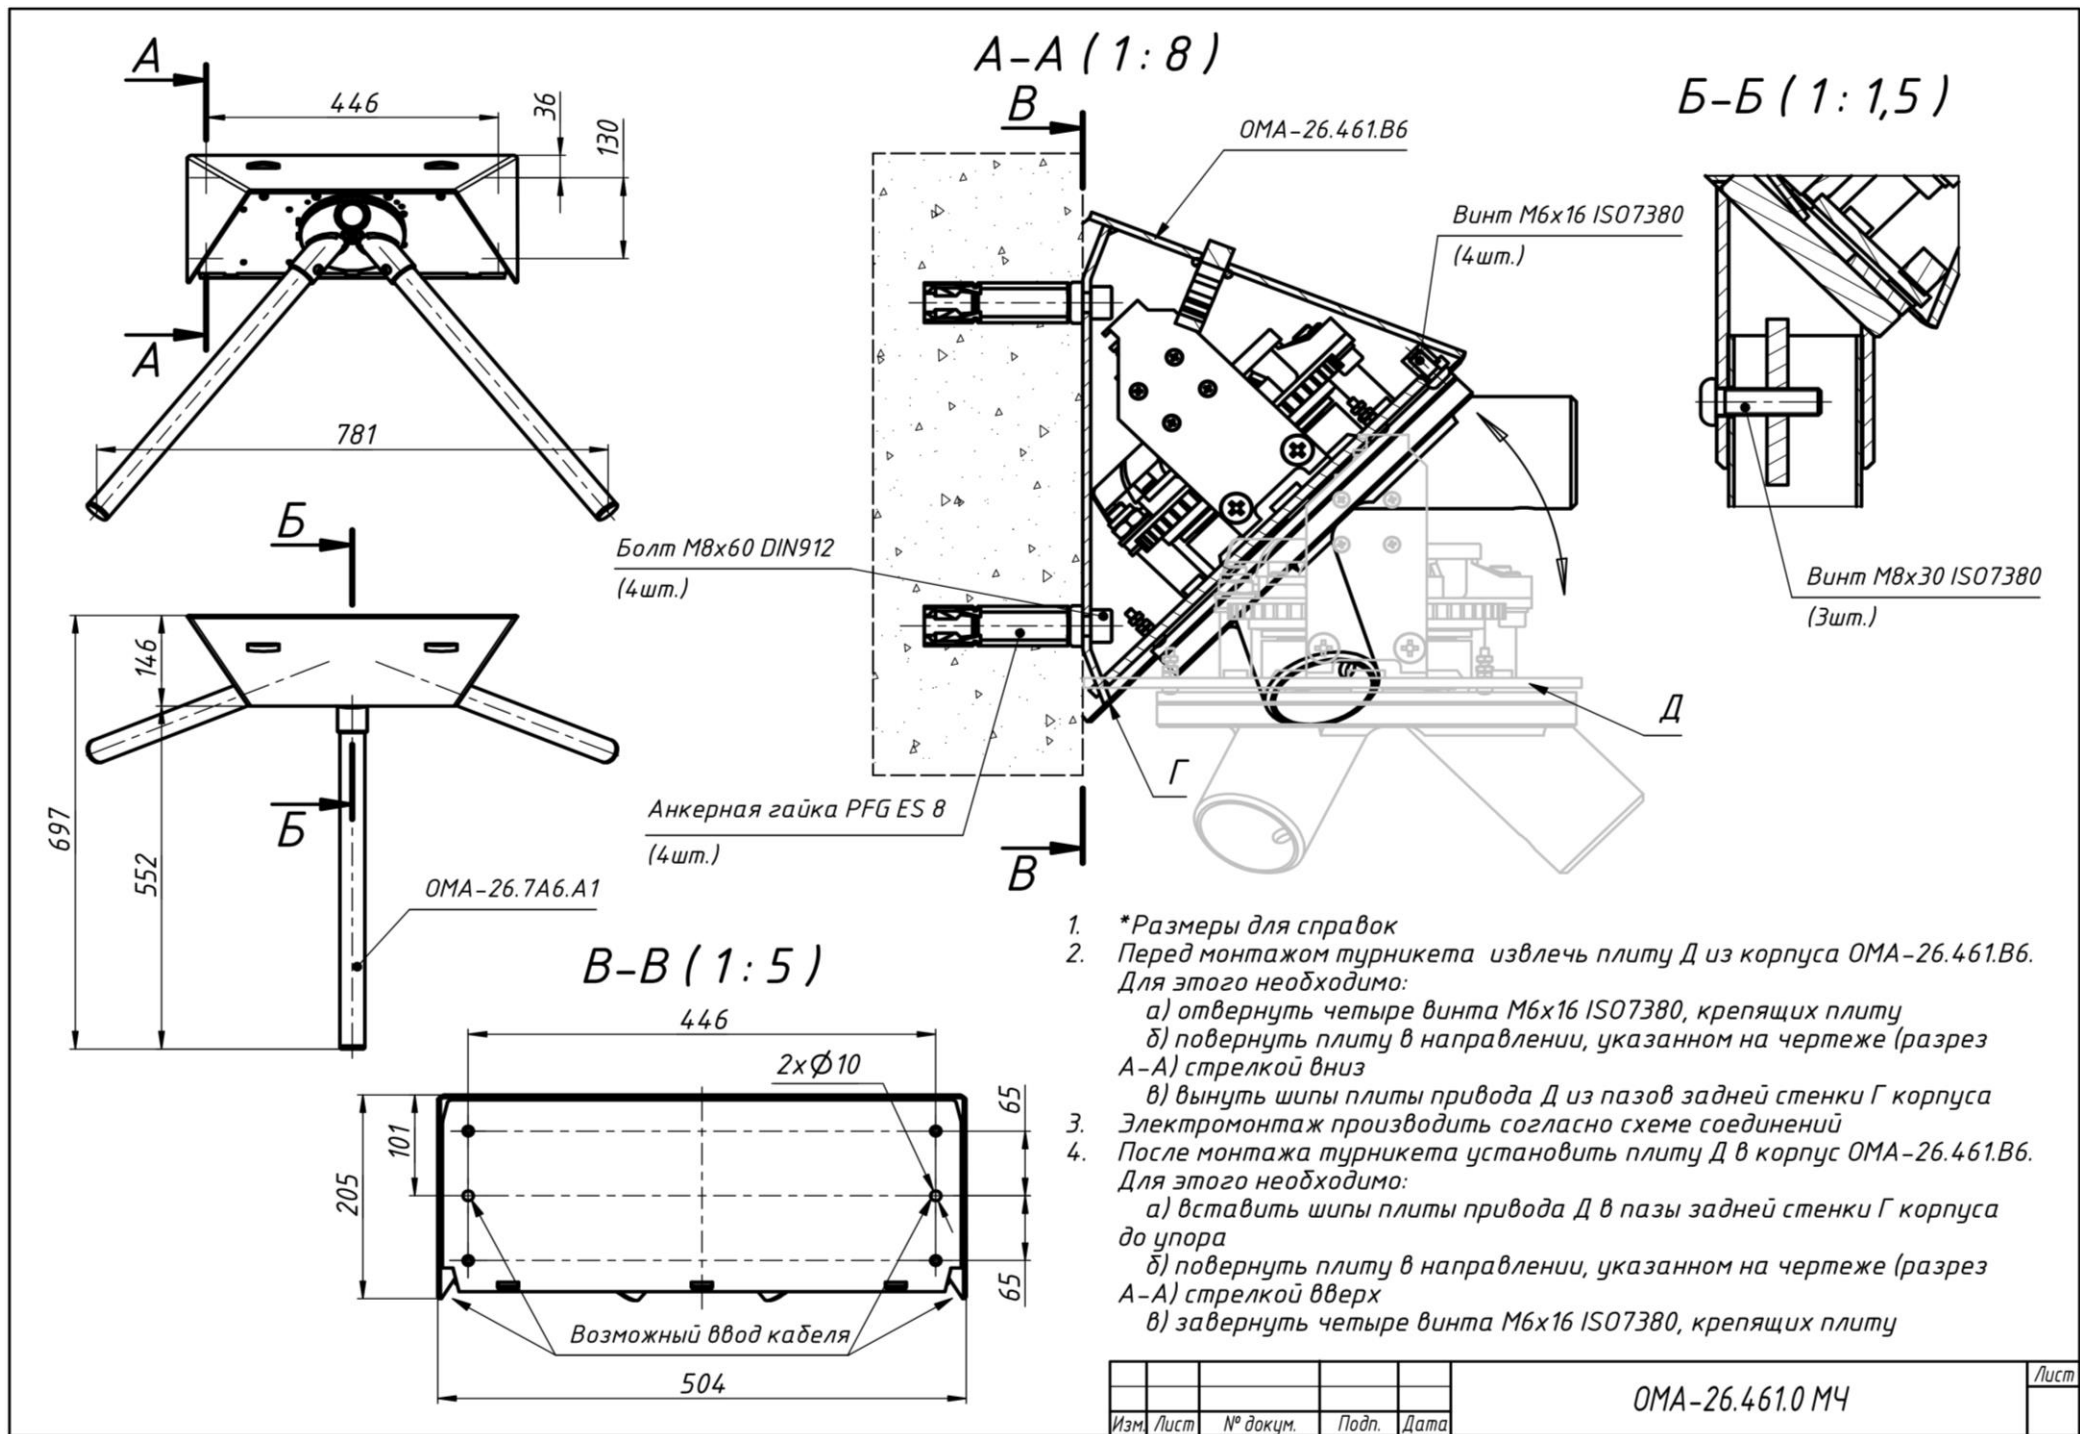 А
446
36
130
А
781
А-А ( 1 : 8 )
В
ОМА-26.461.В6
Винт М6х16 ISO7380
(4шт.)
Б-Б ( 1 : 1,5 )
Винт М8х30 ISO7380
(3шт.)
Болт М8х60 DIN912
(4шт.)
Д
Г
Анкерная гайка PFG ES 8
(4шт.)
В
Б
146
697
552
Б
ОМА-26.7А6.А1
В-В ( 1 : 5 )
446
2хØ10
65
101
205
65
Возможный ввод кабеля
504
1. *Размеры для справок
2. Перед монтажом турникета извлечь плиту Д из корпуса ОМА-26.461.В6.
Для этого необходимо:
а) отвернуть четыре винта М6х16 ISO7380, крепящих плиту
б) повернуть плиту в направлении, указанном на чертеже (разрез
А-А) стрелкой вниз
в) вынуть шипы плиты привода Д из пазов задней стенки Г корпуса
3. Электромонтаж производить согласно схеме соединений
4. После монтажа турникета установить плиту Д в корпус ОМА-26.461.В6.
Для этого необходимо:
а) вставить шипы плиты привода Д в пазы задней стенки Г корпуса
до упора
б) повернуть плиту в направлении, указанном на чертеже (разрез
А-А) стрелкой вверх
в) завернуть четыре винта М6х16 ISO7380, крепящих плиту
Изм. Лист № докум. Подп. Дата
ОМА-26.461.0 МЧ
Лист